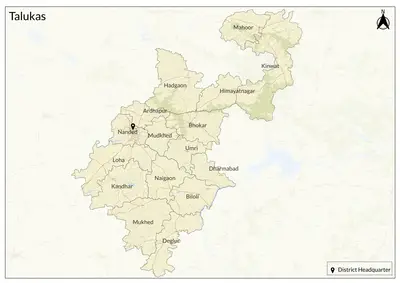 Talukas
N
Mahoor
Kinwat
Hadgaon
Himayatnagar
Ardhapur
Nanded
Mudkhed
Bhokar
Umri
Loha
Dharmabad
Naigaon
Kandhar
Biloli
Mukhed
Deglur
District Headquarter